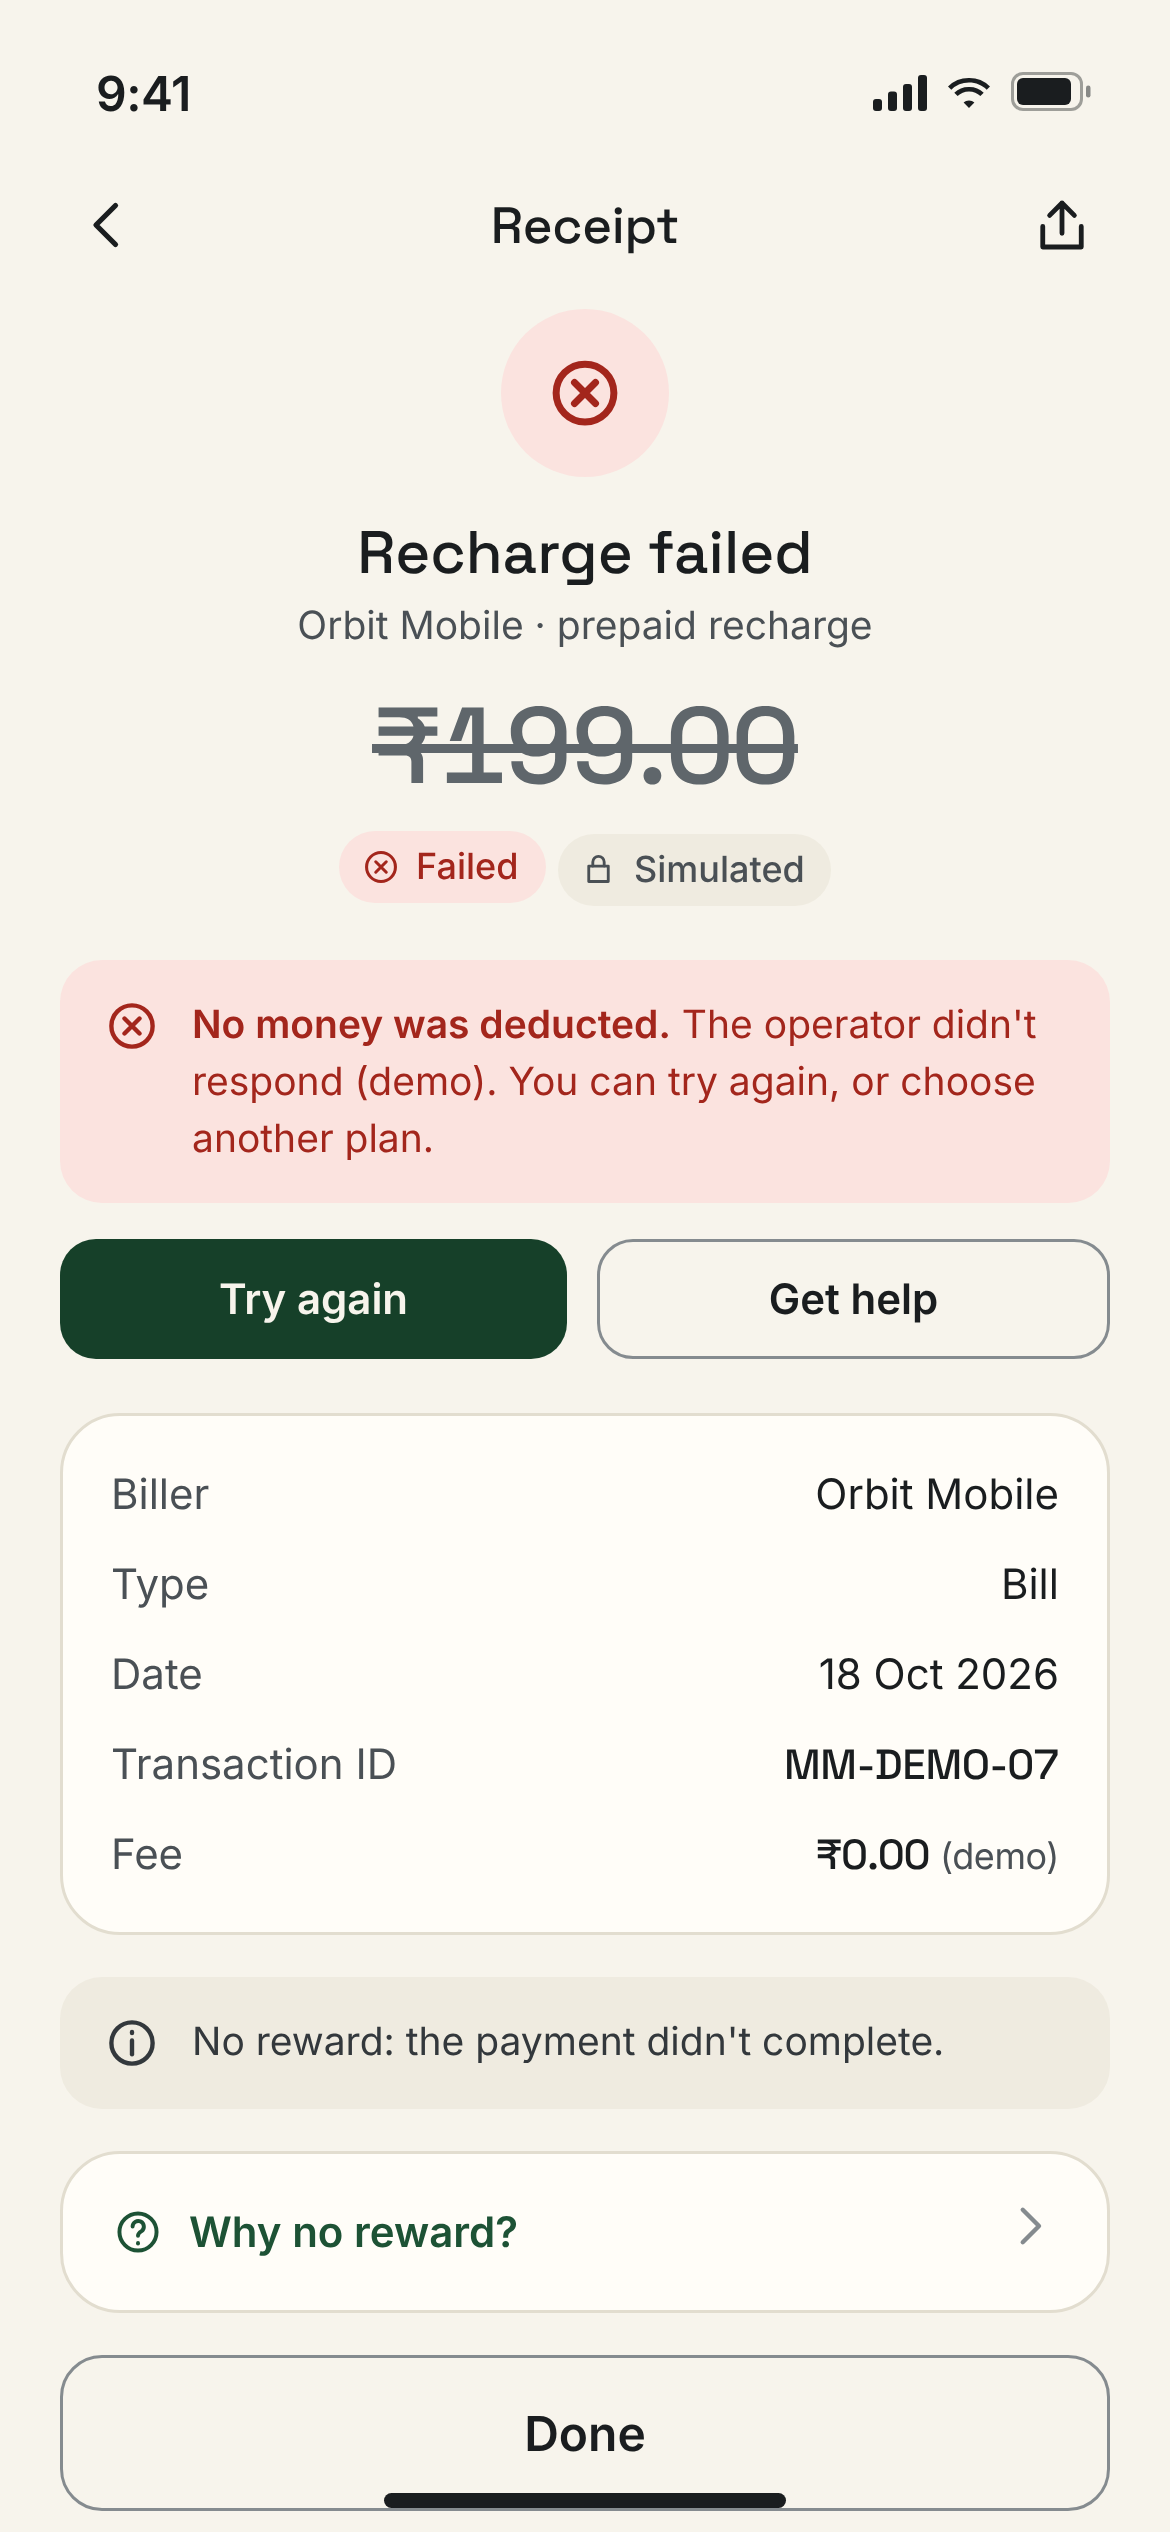 9:41
Receipt
Recharge failed
Orbit Mobile · prepaid recharge
₹199.00
Failed
Simulated
No money was deducted. The operator didn't
respond (demo). You can try again, or choose
another plan.
Try again
Get help
Biller
Orbit Mobile
Type
Bill
Date
18 Oct 2026
Transaction ID
MM-DEMO-07
Fee
₹0.00 (demo)
No reward: the payment didn't complete.
Why no reward?
Done